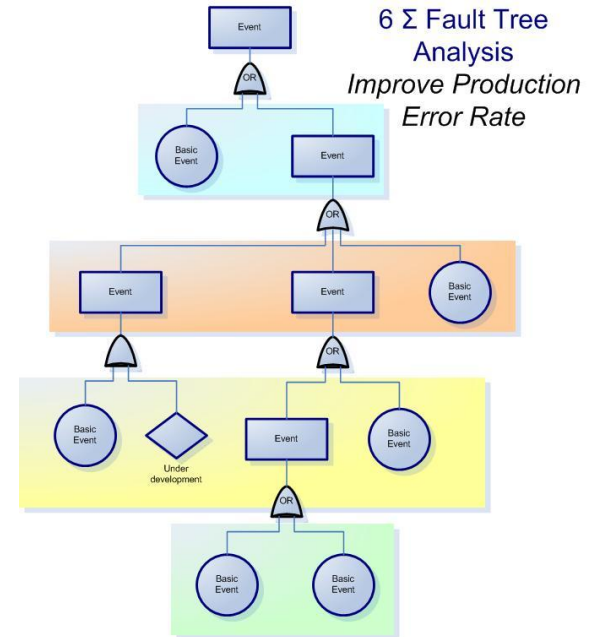 Event
6 Σ Fault Tree
Analysis
Improve Production
Error Rate
OR
Basic
Event
Event
OR
Event
Event
Basic
Event
OR
Basic
Event
Under
development
Event
Basic
Event
OR
Basic
Event
Basic
Event